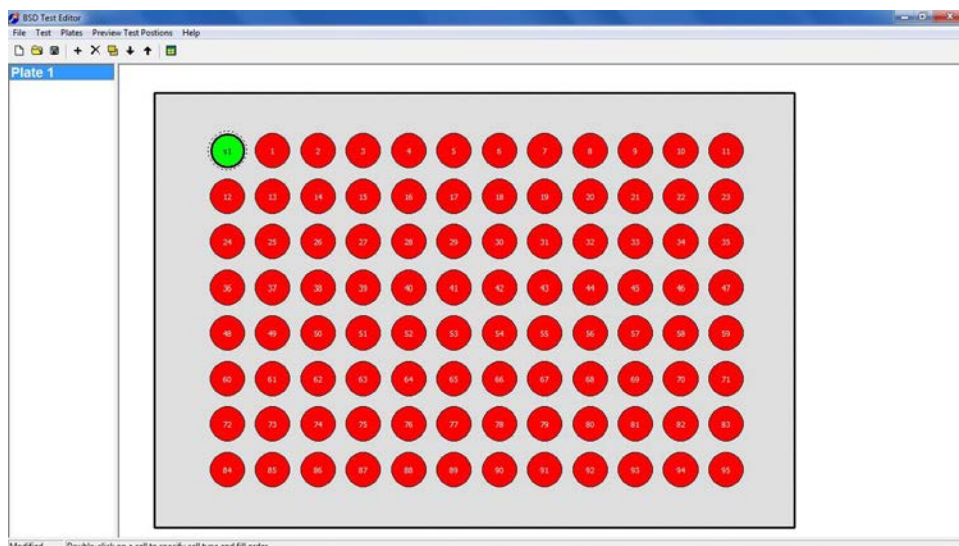 BSD Test Editor
File Test Plates Preview Test Postions Help
Plate 1
s1 1 2 3 4 5 6 7 8 9 10 11
12 13 14 15 16 17 18 19 20 21 22 23
24 25 26 27 28 29 30 31 32 33 34 35
36 37 38 39 40 41 42 43 44 45 46 47
48 49 50 51 52 53 54 55 56 57 58 59
60 61 62 63 64 65 66 67 68 69 70 71
72 73 74 75 76 77 78 79 80 81 82 83
84 85 86 87 88 89 90 91 92 93 94 95
Modified Double-click on a cell to specify cell type and fill order